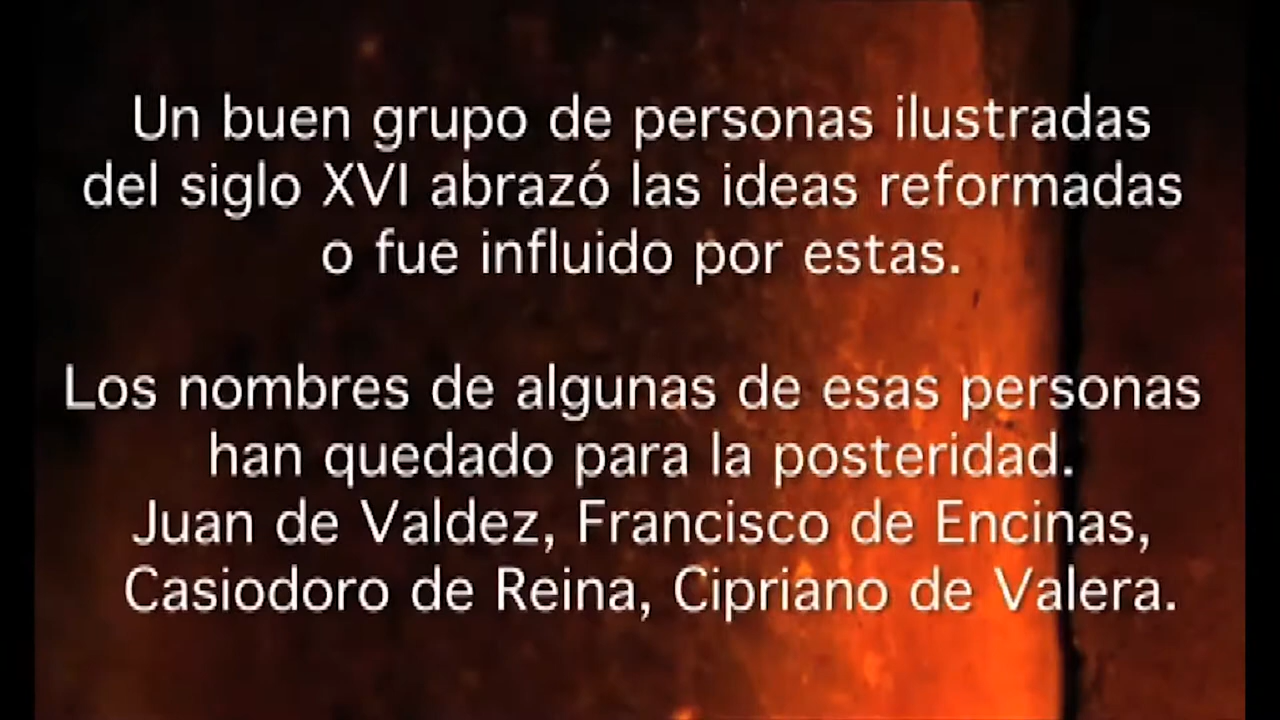 Un buen grupo de personas ilustradas
del siglo XVI abrazó las ideas reformadas
o fue influido por estas.
Los nombres de algunas de esas personas
han quedado para la posteridad.
Juan de Valdez, Francisco de Encinas,
Casiodoro de Reina, Cipriano de Valera.